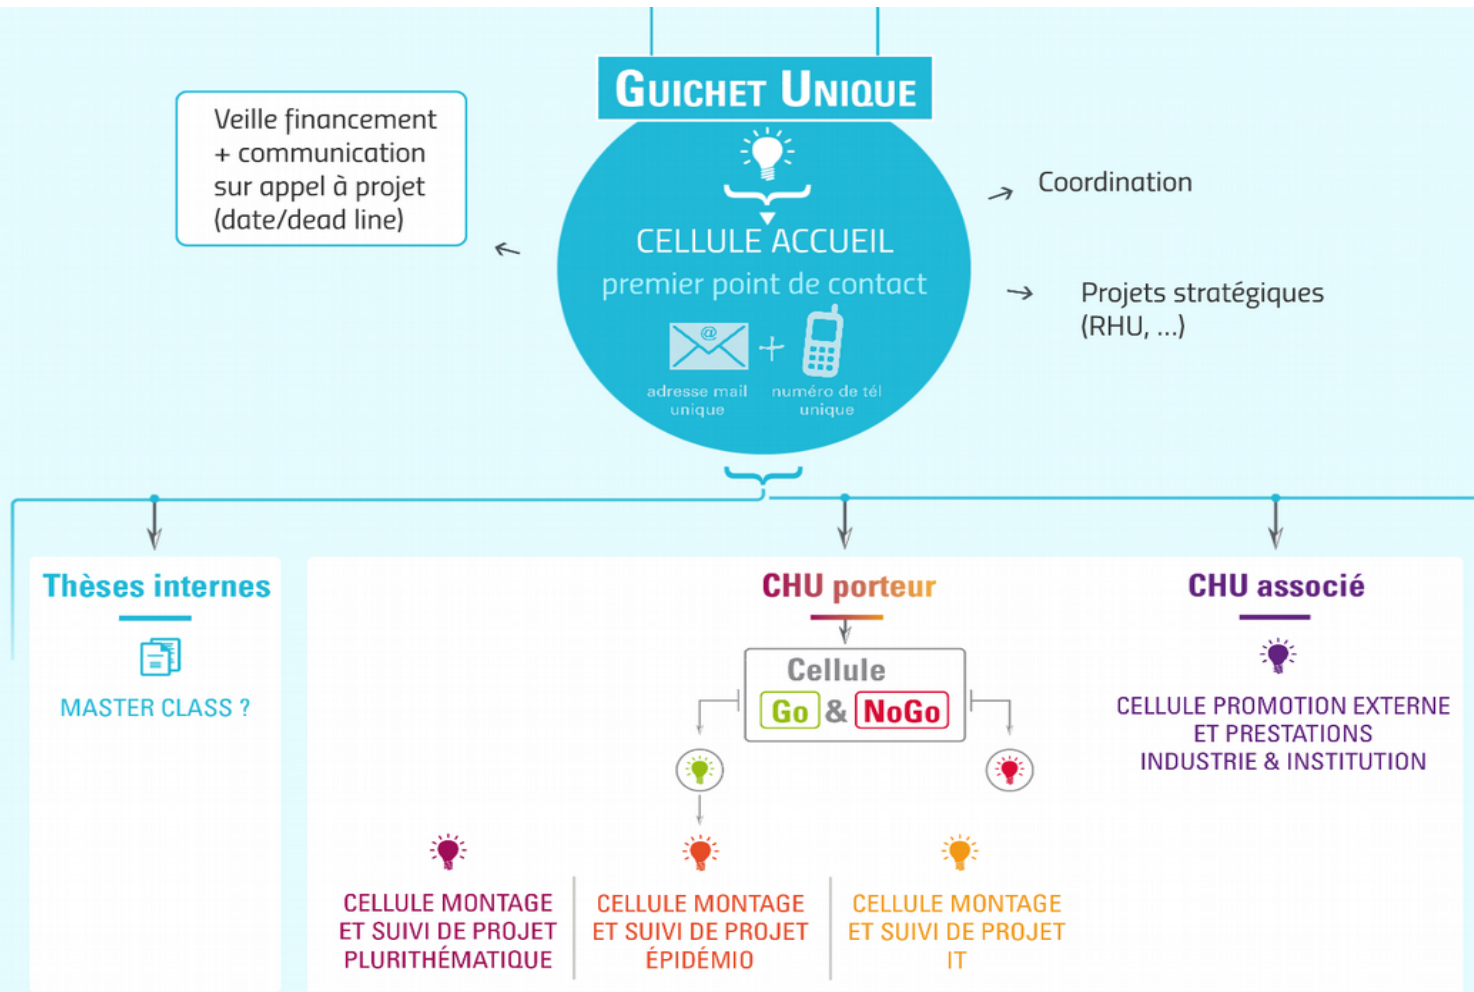 GUICHET UNIQUE
Veille financement
+ communication
sur appel à projet
(date/dead line)
CELLULE ACCUEIL
premier point de contact
@
+
adresse mail
unique
numéro de tél
unique
Coordination
Projets stratégiques
(RHU, ...)
Thèses internes
MASTER CLASS ?
CHU porteur
Cellule
Go & NoGo
CELLULE MONTAGE
ET SUIVI DE PROJET
PLURITHÉMATIQUE
CELLULE MONTAGE
ET SUIVI DE PROJET
ÉPIDÉMIO
CELLULE MONTAGE
ET SUIVI DE PROJET
IT
CHU associé
CELLULE PROMOTION EXTERNE
ET PRESTATIONS
INDUSTRIE & INSTITUTION